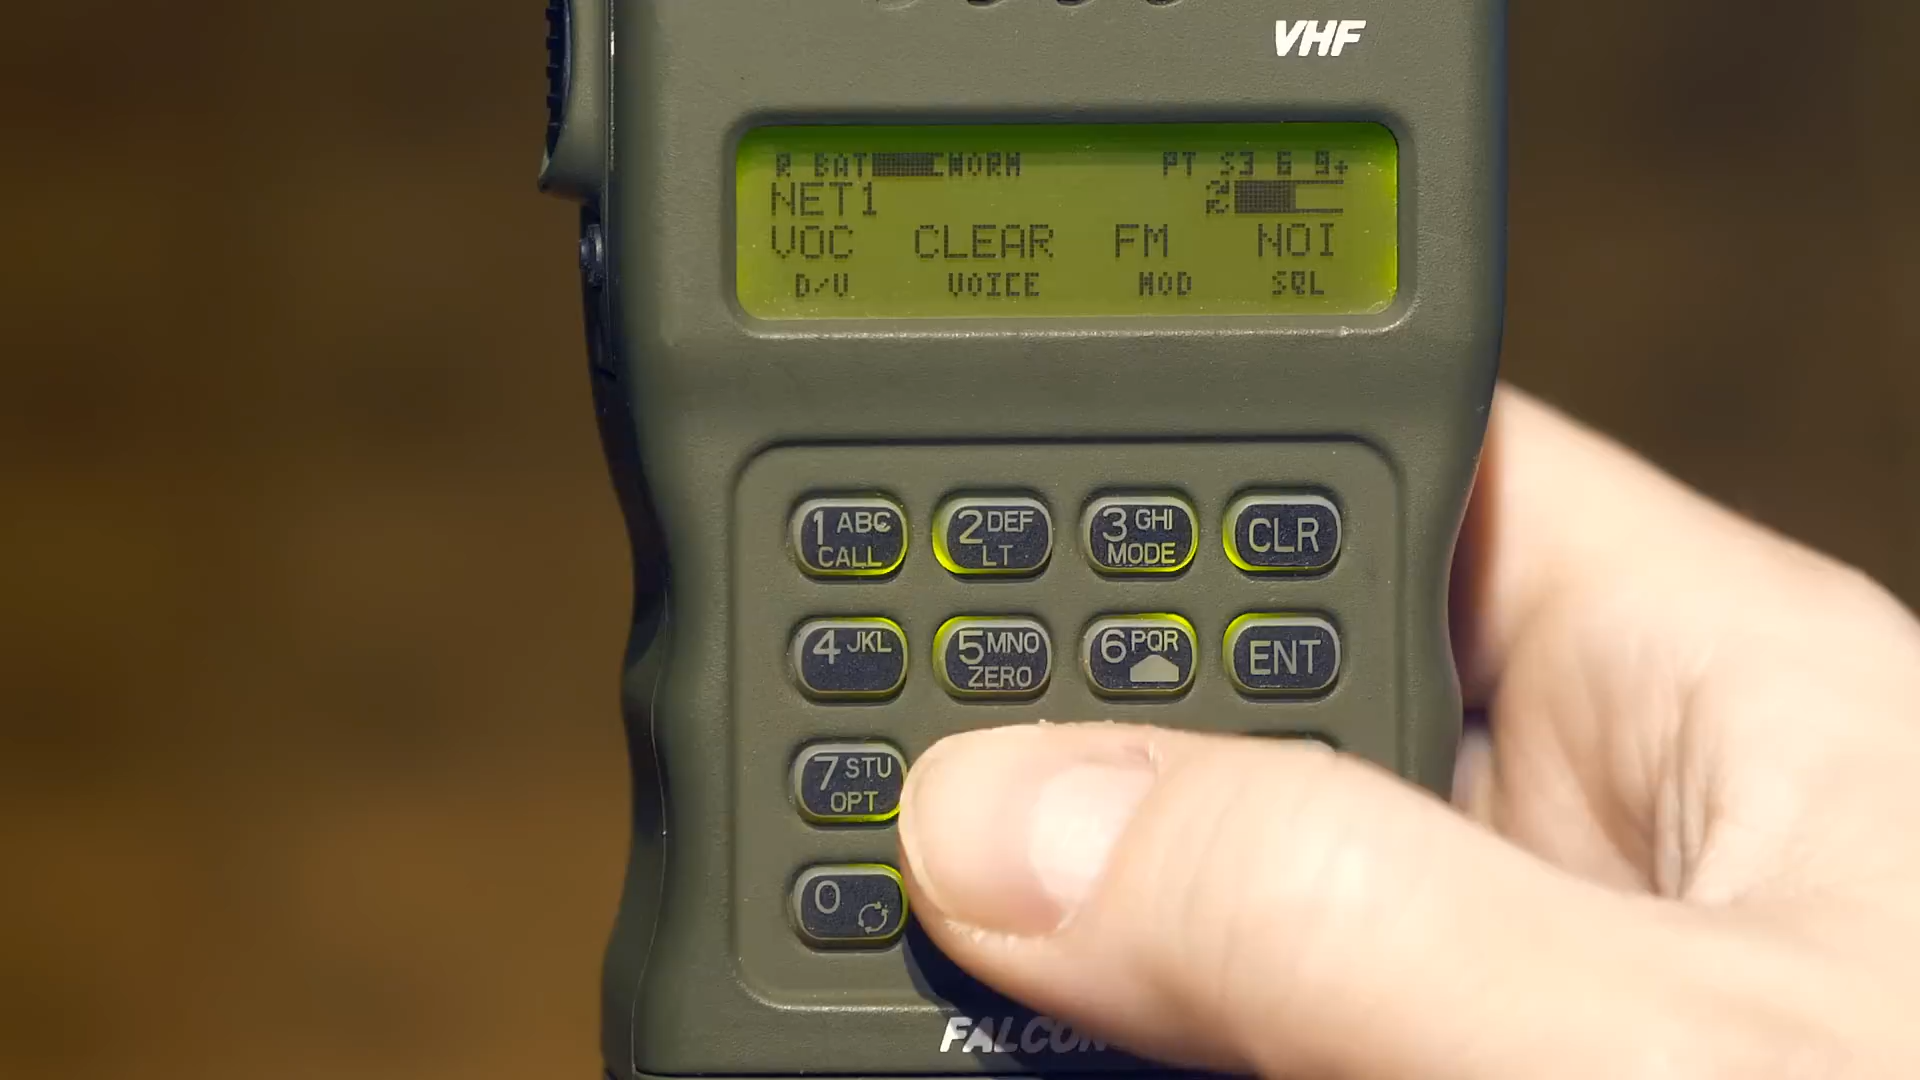 VHF
R BAT NORM PT S3 6 9+
NET1
VOC CLEAR FM NOI
D/V VOICE MOD SQL
1 ABC CALL
2 DEF LT
3 GHI MODE
CLR
4 JKL
5 MNO ZERO
6 PQR
ENT
7 STU OPT
0
FALCON